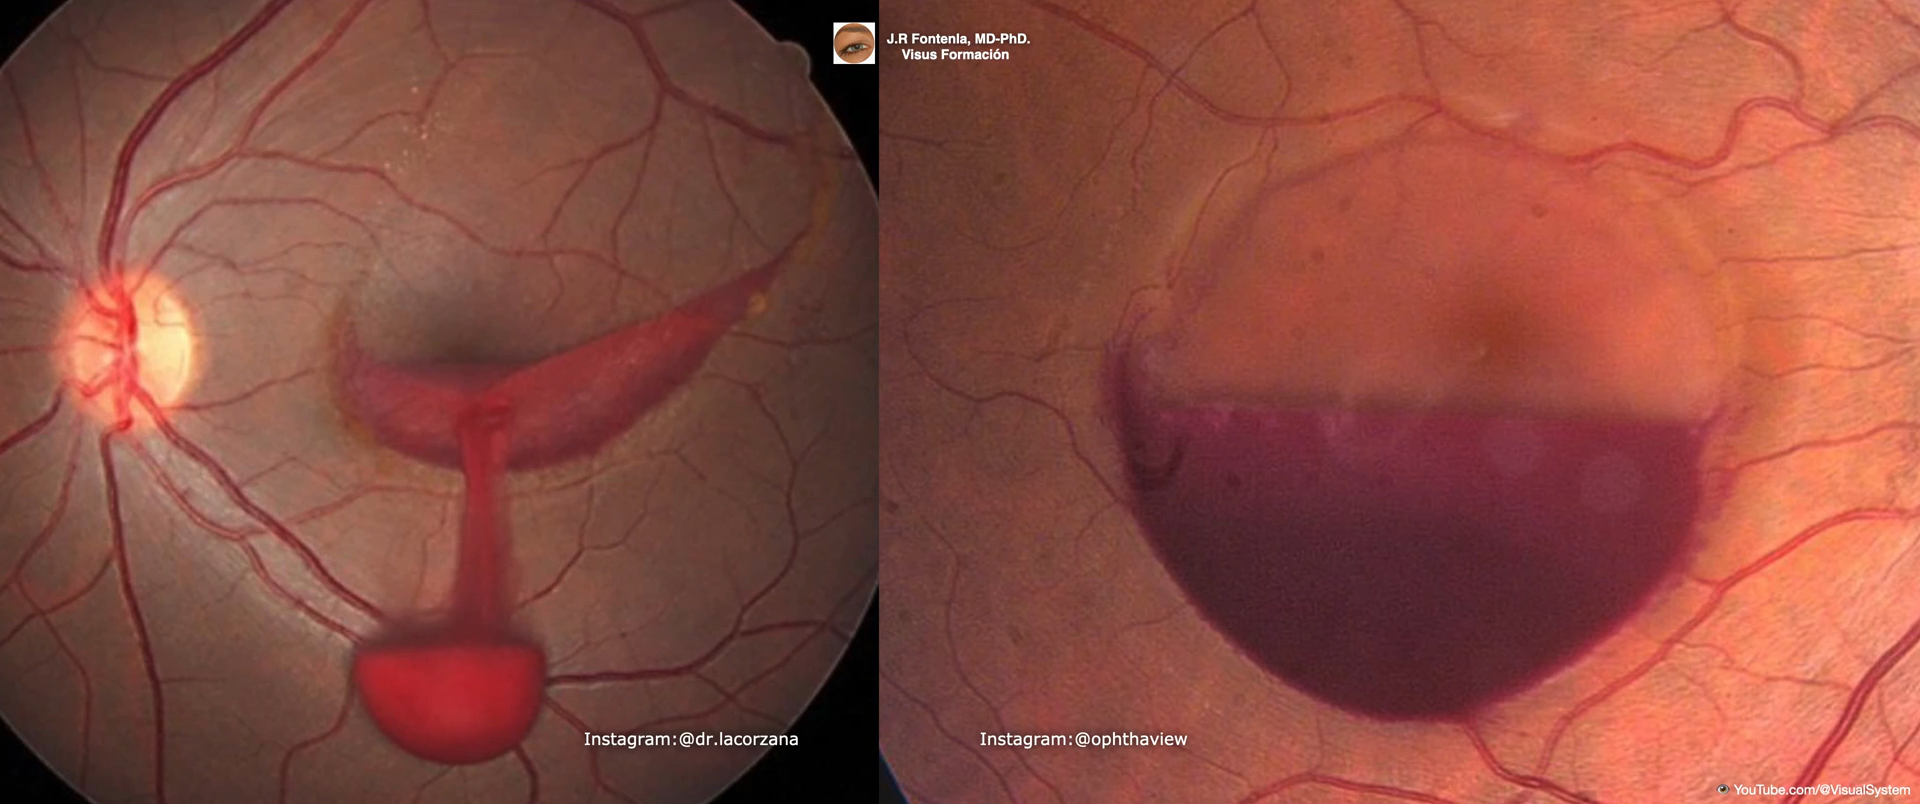 J.R Fontenla, MD-PhD.
Visus Formación
Instagram:@dr.lacorzana
Instagram:@ophthaview
YouTube.com/@VisualSystem